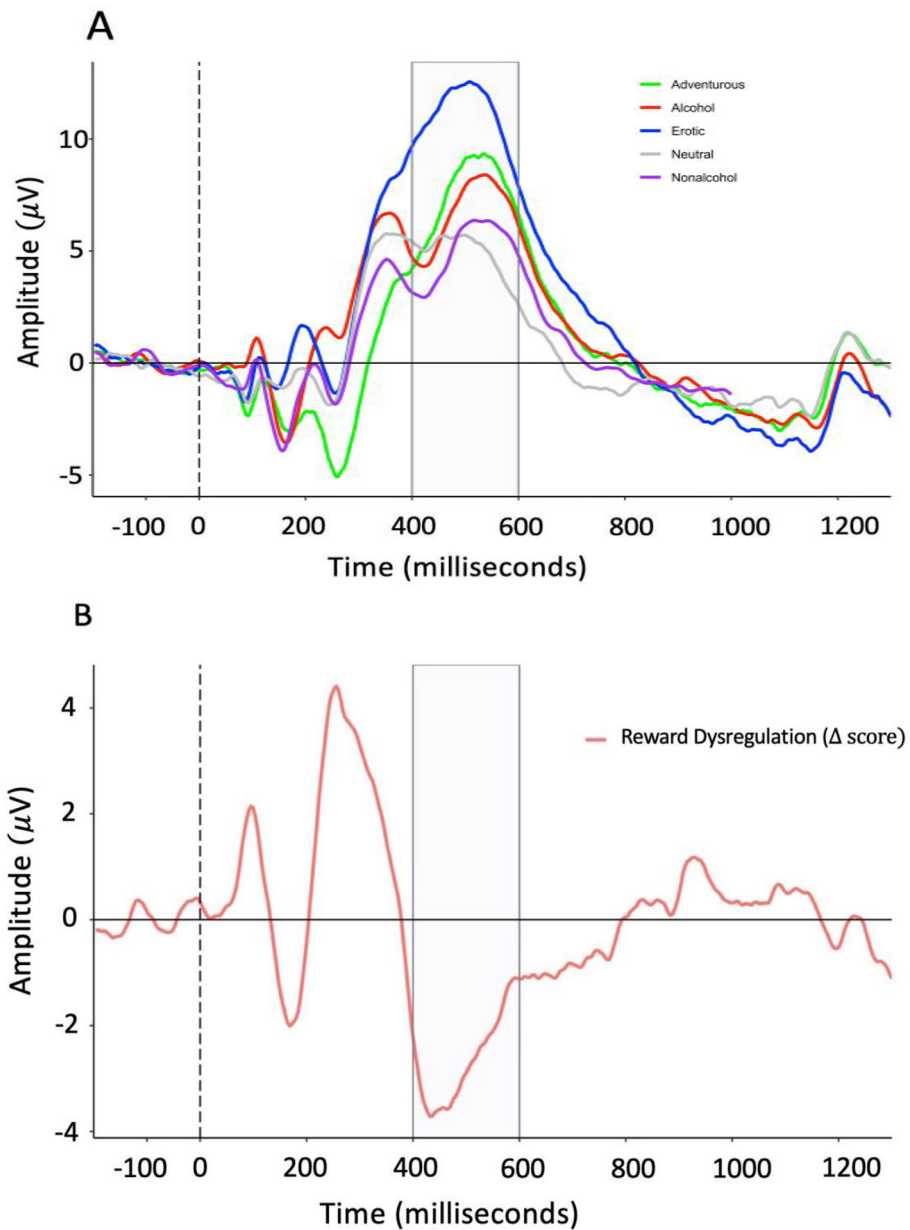 A
Amplitude (μV)
10
5
0
-5
Adventurous
Alcohol
Erotic
Neutral
Nonalcohol
-100 0 200 400 600 800 1000 1200
Time (milliseconds)
B
Amplitude (μV)
4
2
0
-2
-4
Reward Dysregulation (Δ score)
-100 0 200 400 600 800 1000 1200
Time (milliseconds)